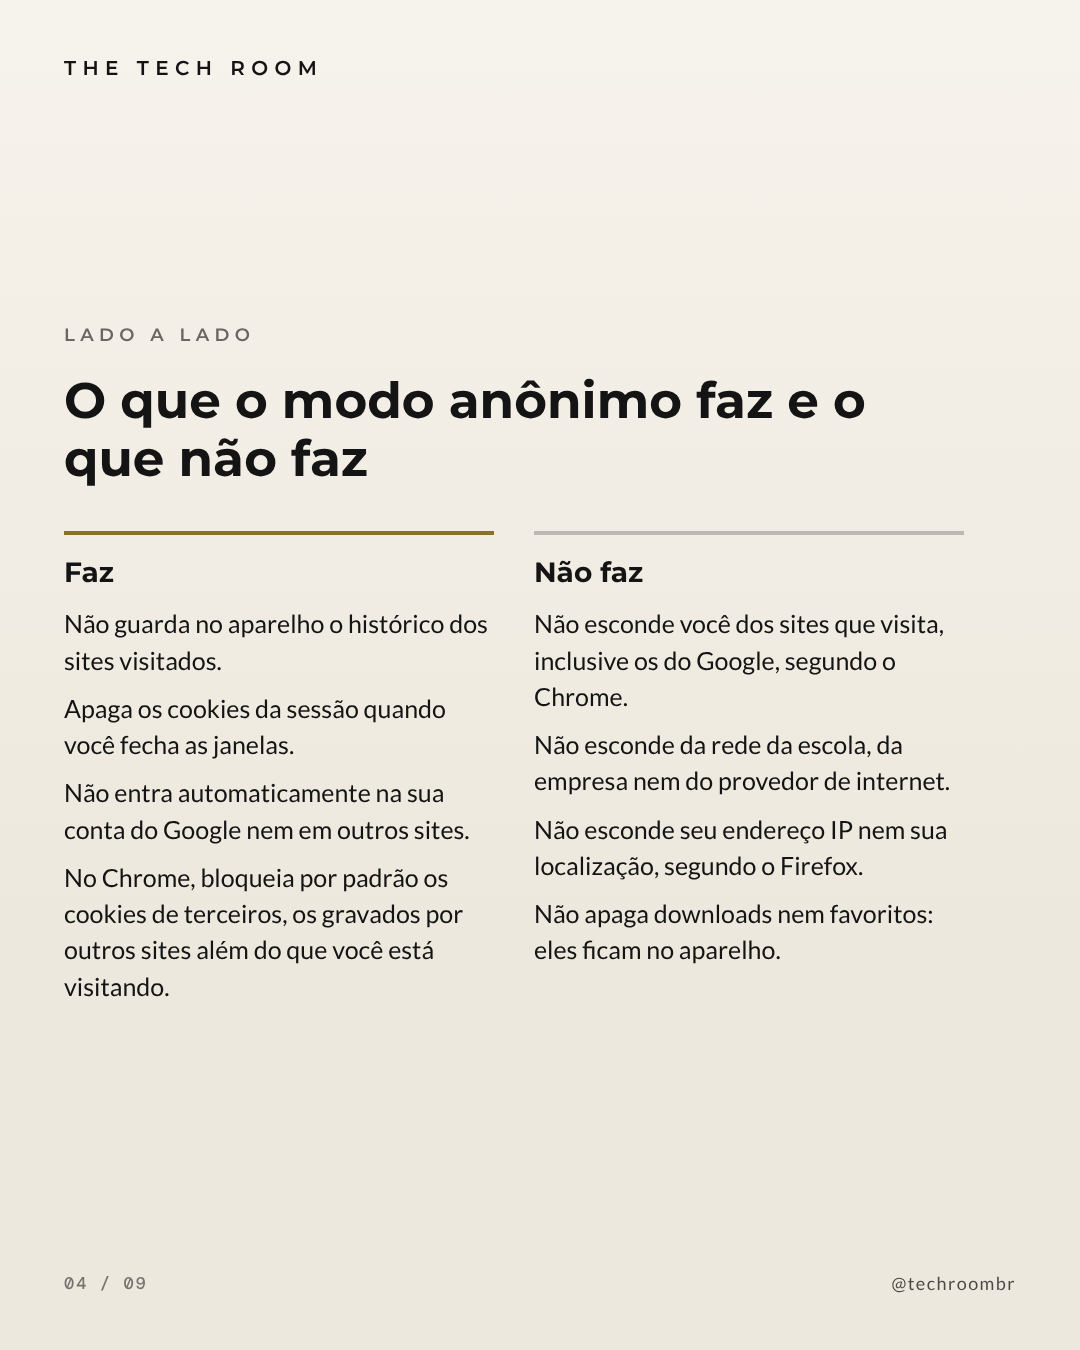 THE TECH ROOM
LADO A LADO
O que o modo anônimo faz e o
que não faz
Faz
Não guarda no aparelho o histórico dos
sites visitados.
Apaga os cookies da sessão quando
você fecha as janelas.
Não entra automaticamente na sua
conta do Google nem em outros sites.
No Chrome, bloqueia por padrão os
cookies de terceiros, os gravados por
outros sites além do que você está
visitando.
Não faz
Não esconde você dos sites que visita,
inclusive os do Google, segundo o
Chrome.
Não esconde da rede da escola, da
empresa nem do provedor de internet.
Não esconde seu endereço IP nem sua
localização, segundo o Firefox.
Não apaga downloads nem favoritos:
eles ficam no aparelho.
04 / 09
@techroombr